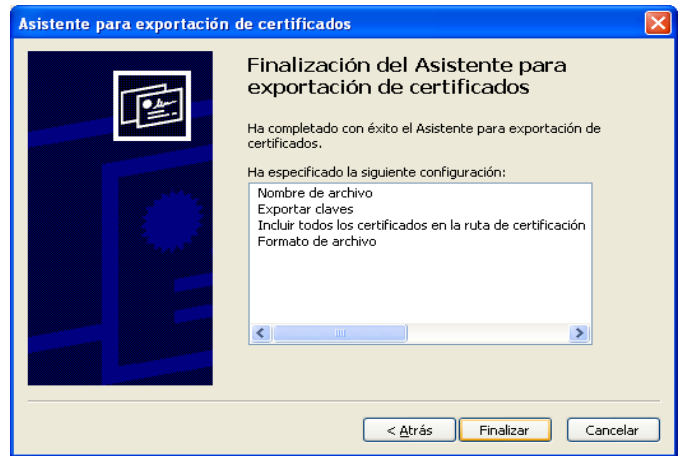 Asistente para exportación de certificados
Finalización del Asistente para
exportación de certificados
Ha completado con éxito el Asistente para exportación de
certificados.
Ha especificado la siguiente configuración:
Nombre de archivo
Exportar claves
Incluir todos los certificados en la ruta de certificación
Formato de archivo
< Atrás
Finalizar
Cancelar